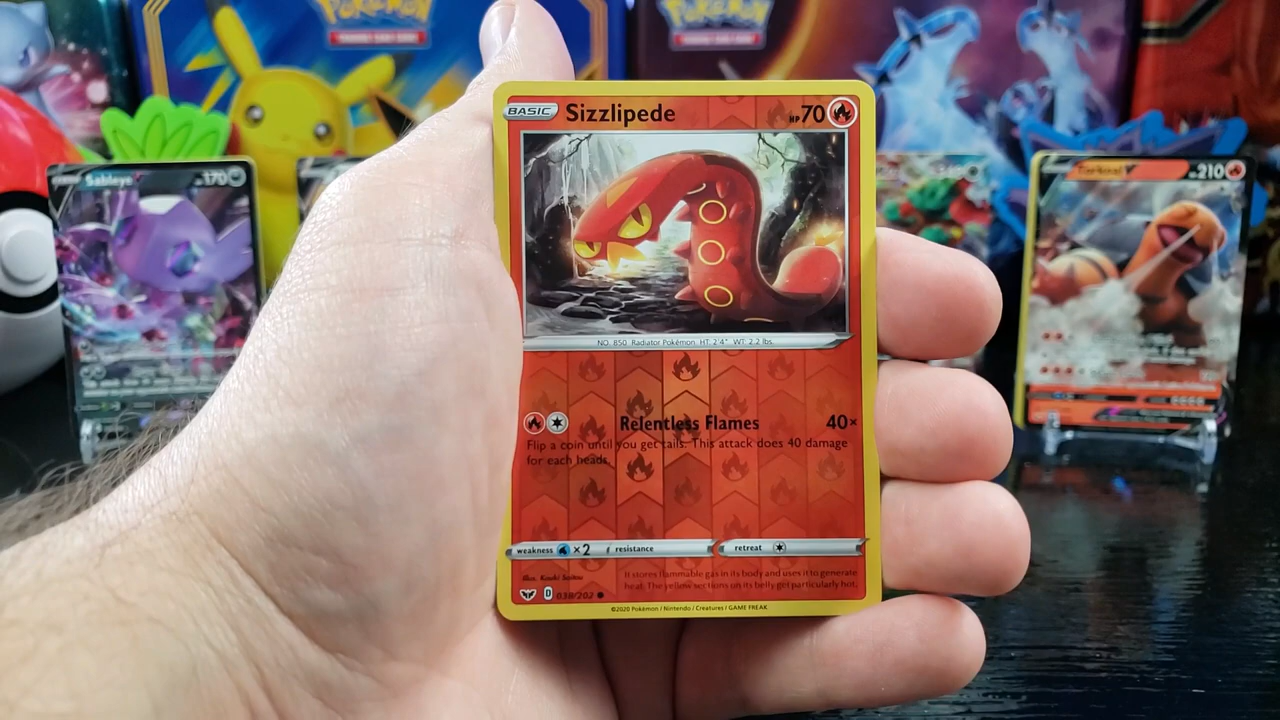 Pokémon
Pokémon
BASIC Sizzlipede HP70
NO. 850 Radiator Pokémon HT: 2'4" WT: 2.2 lbs.
Relentless Flames 40×
Flip a coin until you get tails. This attack does 40 damage
for each heads.
weakness ×2 resistance retreat
Illus. Kouki Saitou
It stores flammable gas in its body and uses it to generate
heat. The yellow sections on its belly get particularly hot.
D 038/202
©2020 Pokémon / Nintendo / Creatures / GAME FREAK
Sableye 170
Torkoal 210